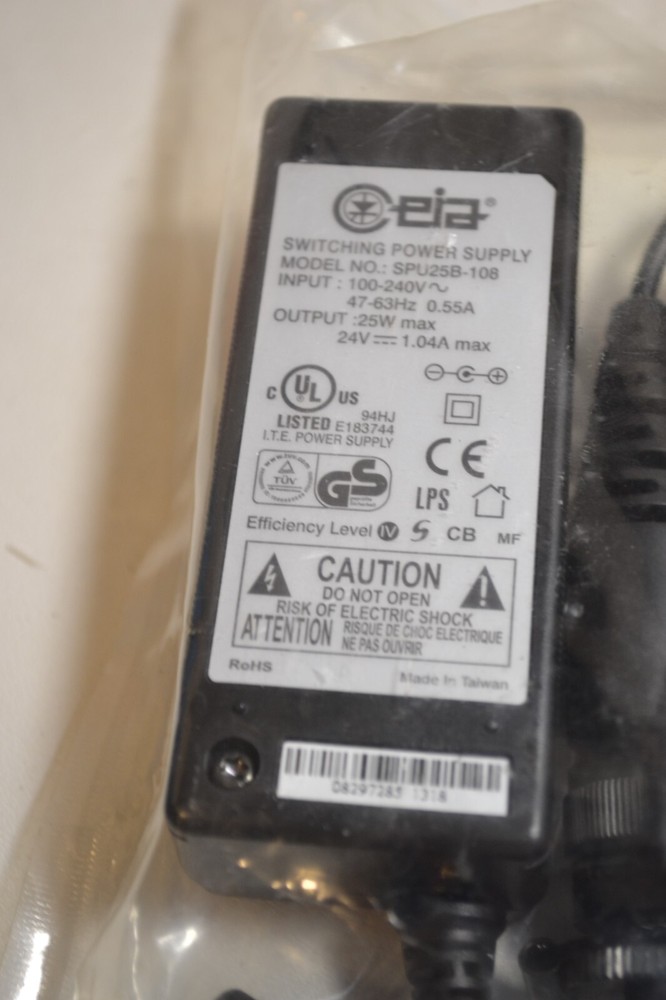 eia®
SWITCHING POWER SUPPLY
MODEL NO.: SPU25B-108
INPUT : 100-240V～
47-63Hz 0.55A
OUTPUT :25W max
24V⎓1.04A max
C UL US
94HJ
LISTED E183744
I.T.E. POWER SUPPLY
CE
TÜV GS
LPS
Efficiency Level IV S CB MF
CAUTION
DO NOT OPEN
RISK OF ELECTRIC SHOCK
ATTENTION RISQUE DE CHOC ELECTRIQUE
NE PAS OUVRIR
RoHS
Made In Taiwan
08297285 1318